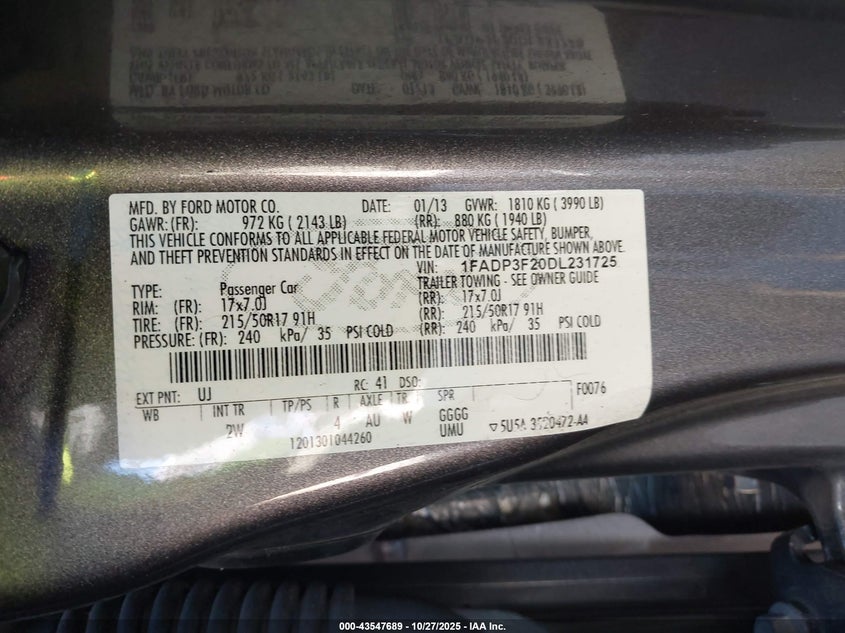 MFD. BY FORD MOTOR CO. DATE: 01/13 GVWR: 1810 KG ( 3990 LB)
GAWR: (FR): 972 KG ( 2143 LB) (RR): 880 KG ( 1940 LB)
THIS VEHICLE CONFORMS TO ALL APPLICABLE FEDERAL MOTOR VEHICLE SAFETY, BUMPER,
AND THEFT PREVENTION STANDARDS IN EFFECT ON THE DATE OF MANUFACTURE SHOWN ABOVE.
VIN: 1FADP3F20DL231725
TYPE: Passenger Car TRAILER TOWING - SEE OWNER GUIDE
RIM: (FR): 17x7.0J (RR): 17x7.0J
TIRE: (FR): 215/50R17 91H (RR): 215/50R17 91H
PRESSURE: (FR): 240 kPa/ 35 PSI COLD (RR): 240 kPa/ 35 PSI COLD
EXT PNT: UJ RC: 41 DSO: F0076
WB INT TR TP/PS R AXLE TR SPR
2W 4 AU W GGGG
1201301044260 UMU ▽5U5A-3520472-AA
000-43547689 - 10/27/2025 - IAA Inc.